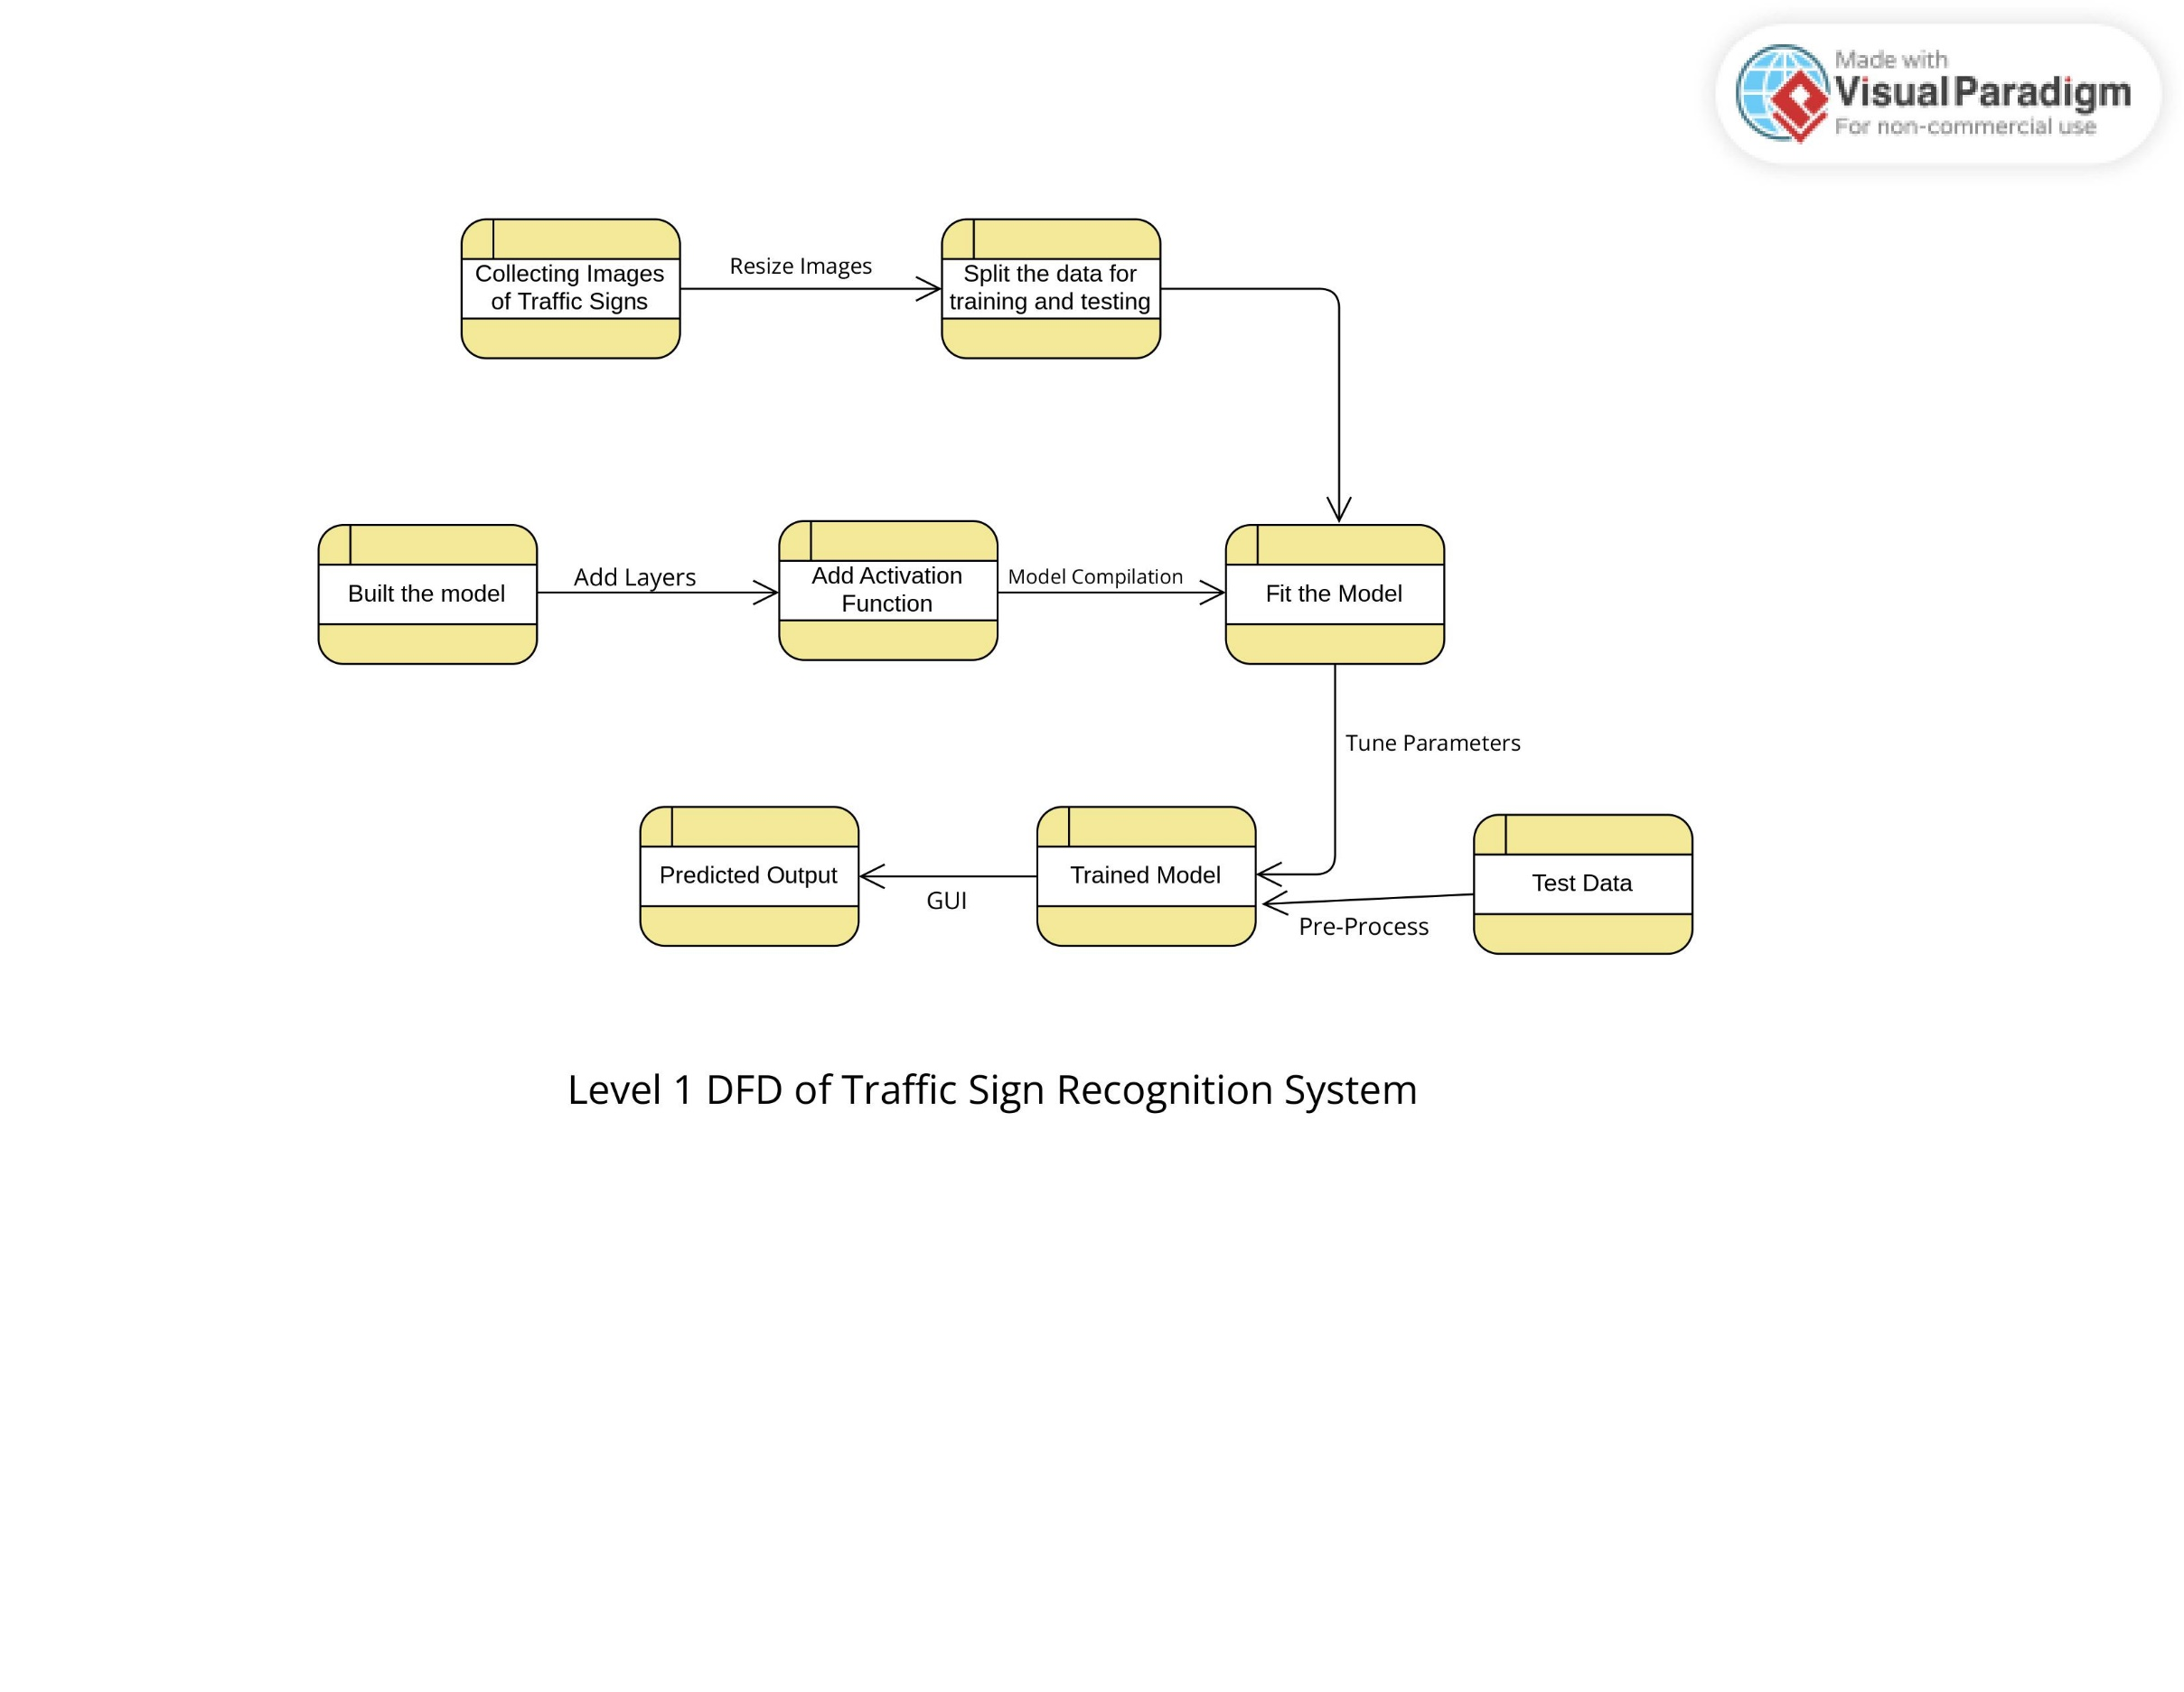 Made with
Visual Paradigm
For non-commercial use
Collecting Images
of Traffic Signs
Resize Images
Split the data for
training and testing
Built the model
Add Layers
Add Activation
Function
Model Compilation
Fit the Model
Tune Parameters
Predicted Output
GUI
Trained Model
Pre-Process
Test Data
Level 1 DFD of Traffic Sign Recognition System